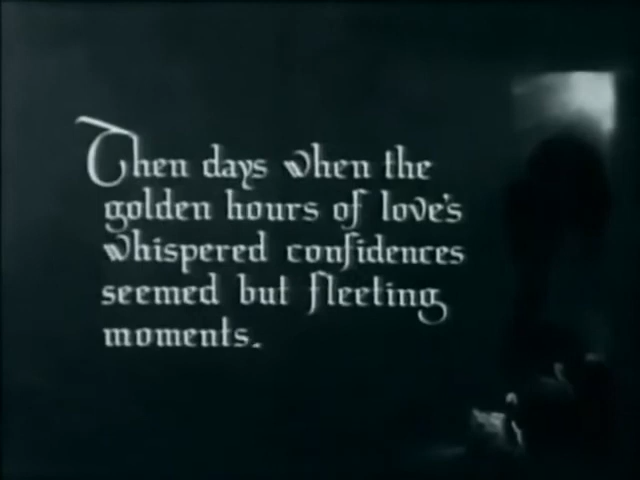 Then days when the
golden hours of love's
whispered confidences
seemed but fleeting
moments.